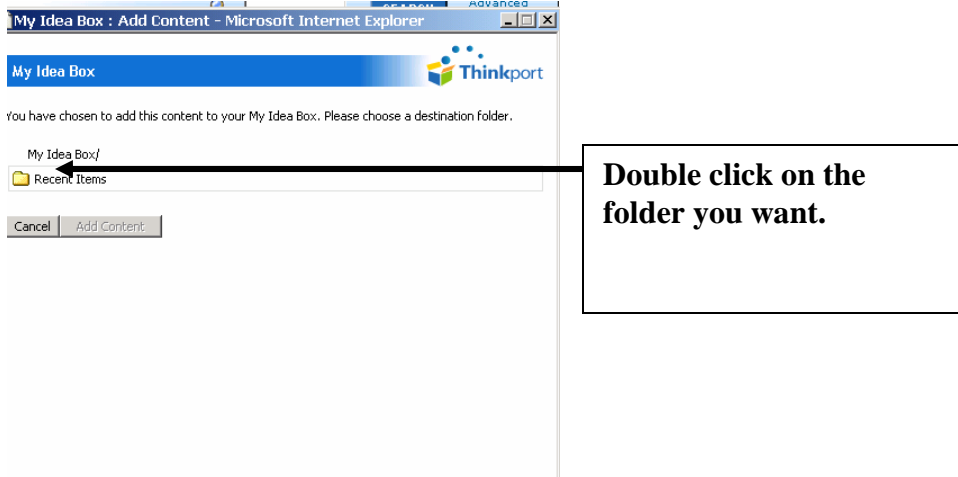 SEARCH Advanced
My Idea Box : Add Content - Microsoft Internet Explorer
My Idea Box
Thinkport
You have chosen to add this content to your My Idea Box. Please choose a destination folder.
My Idea Box/
Recent Items
Cancel Add Content
Double click on the
folder you want.